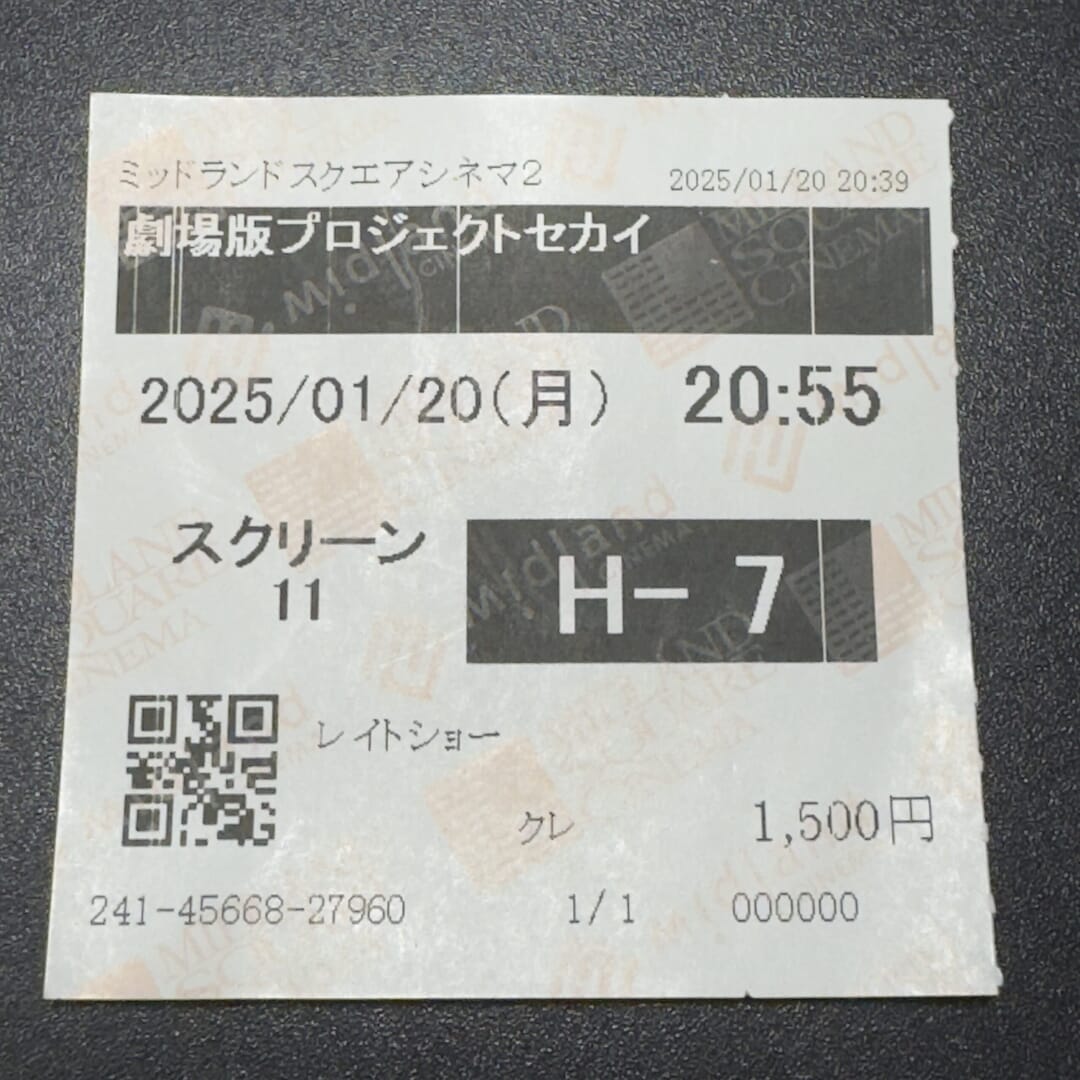 ミッドランドスクエアシネマ2 2025/01/20 20:39
劇場版プロジェクトセカイ
2025/01/20(月) 20:55
スクリーン
11
H- 7
レイトショー
クレ 1,500円
241-45668-27960 1/1 000000